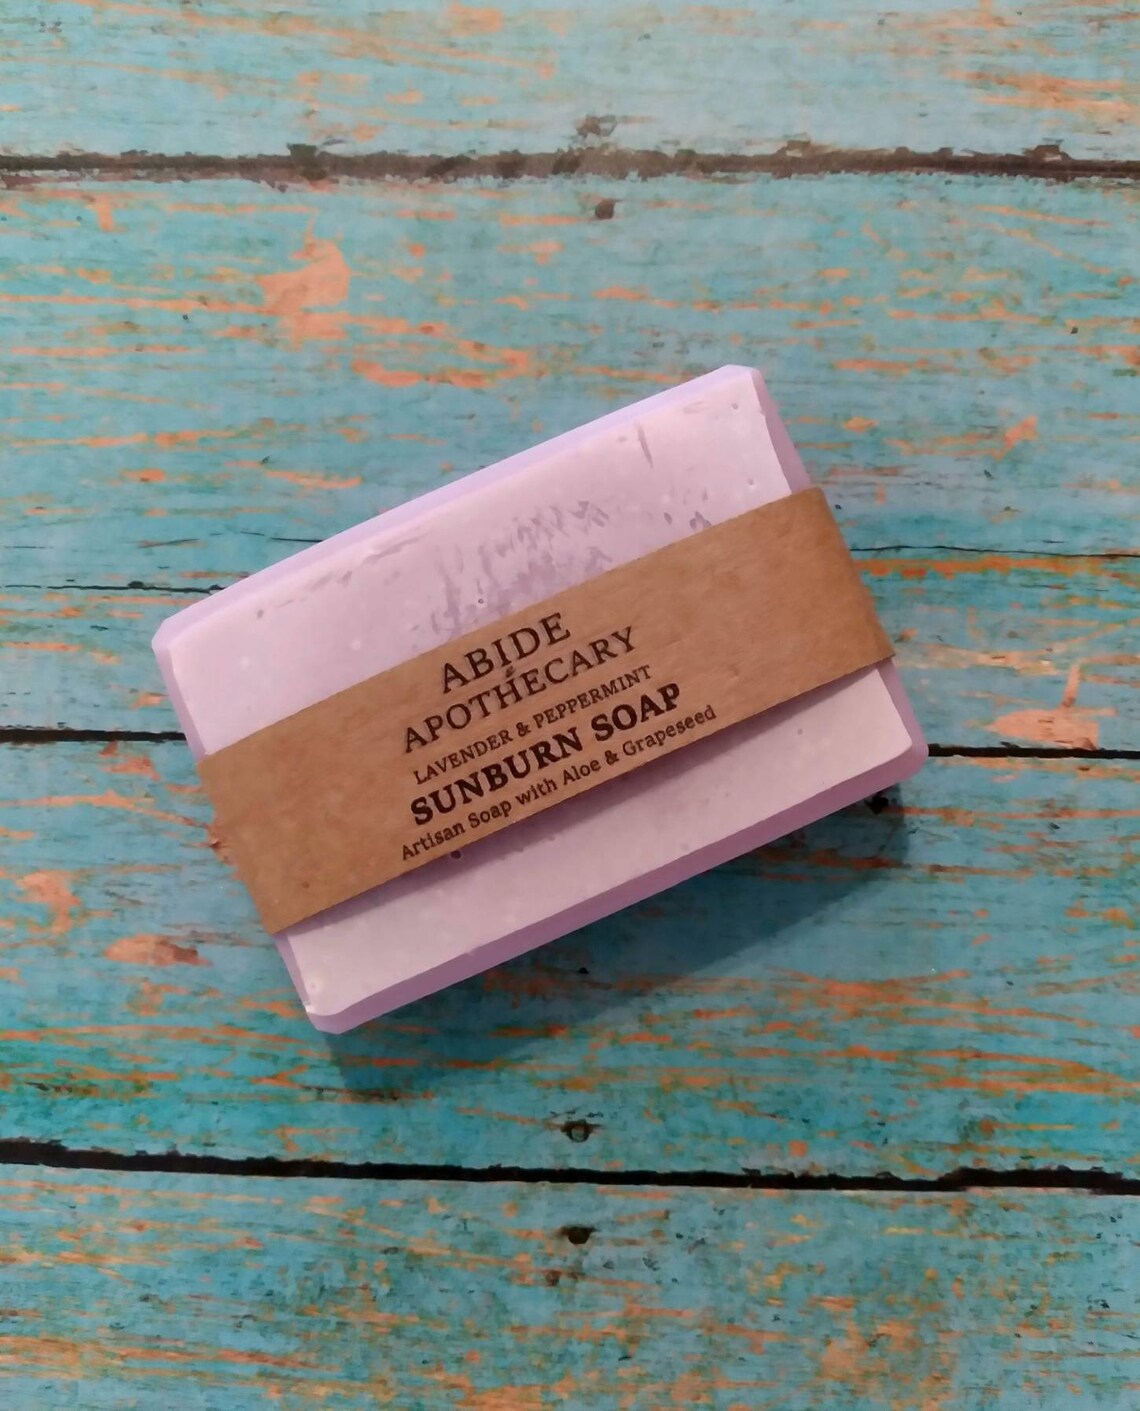 ABIDE
APOTHECARY
LAVENDER & PEPPERMINT
SUNBURN SOAP
Artisan Soap with Aloe & Grapeseed